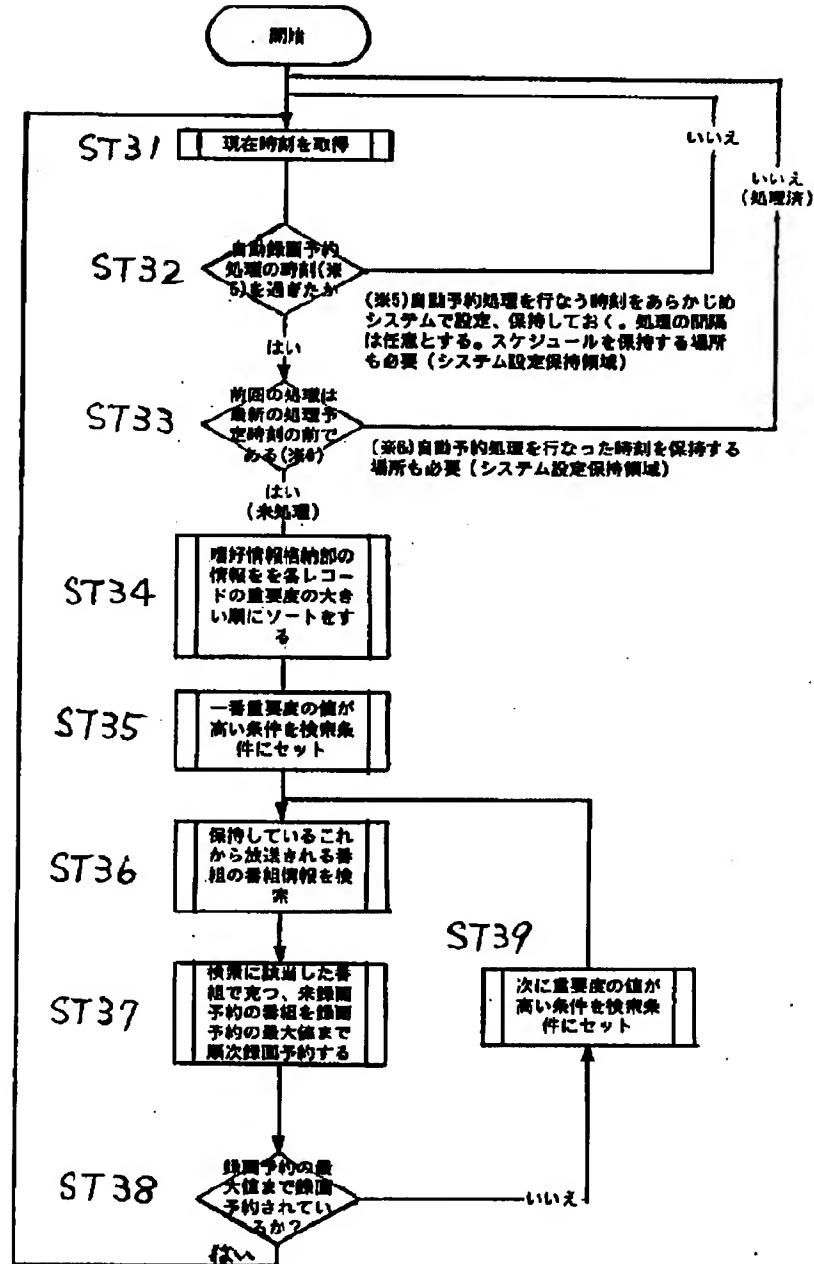 開始
ST31
現在時刻を取得
いいえ
いいえ
(処理済)
ST32
自動録画予約
処理の時刻(※
5)を過ぎたか
(※5)自動予約処理を行なう時刻をあらかじめ
システムで設定、保持しておく。処理の間隔
は任意とする。スケジュールを保持する場所
も必要(システム設定保持領域)
はい
ST33
前回の処理は
最新の処理予
定時刻の前で
ある(※6)
(※6)自動予約処理を行なった時刻を保持する
場所も必要(システム設定保持領域)
はい
(未処理)
ST34
嗜好情報格納部の
情報をを各レコー
ドの重要度の大き
い順にソートをす
る
ST35
一番重要度の値が
高い条件を検索条
件にセット
ST36
保持しているこれ
から放送される番
組の番組情報を検
索
ST39
次に重要度の値が
高い条件を検索条
件にセット
ST37
検索に該当した番
組で充つ、未録画
予約の番組を録画
予約の最大値まで
順次録画予約する
ST38
録画予約の最
大値まで録画
予約されてい
るか?
いいえ
はい